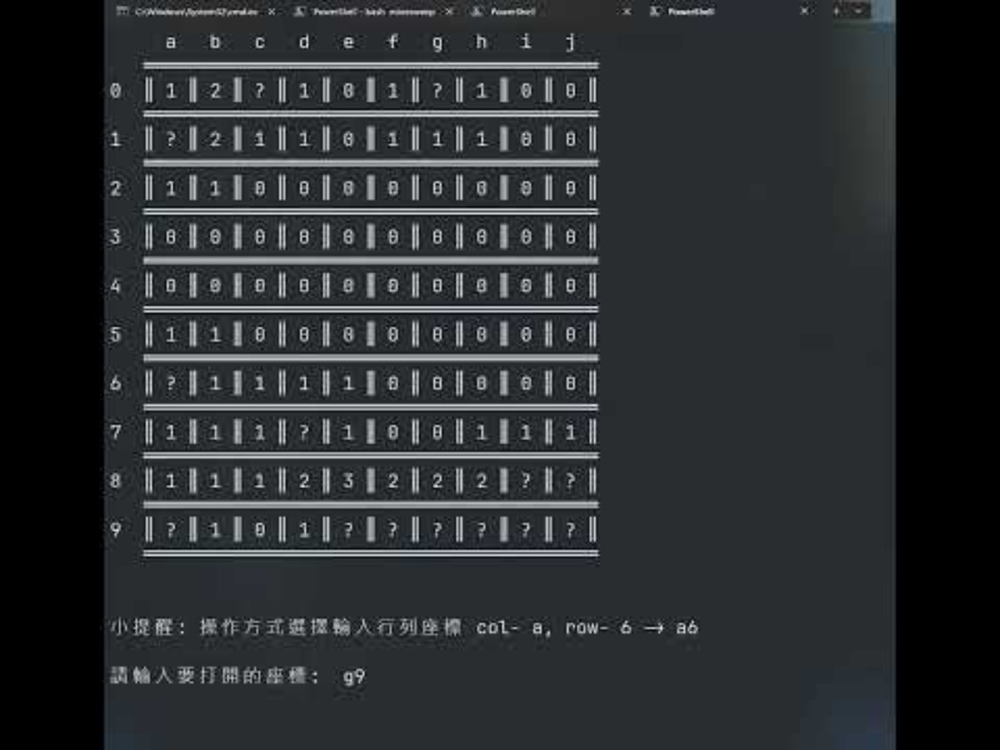 C:\Windows\System32\cmd.exe PowerShell - bash minesweep PowerShell PowerShell
a b c d e f g h i j
0 ║ 1 ║ 2 ║ ? ║ 1 ║ 0 ║ 1 ║ ? ║ 1 ║ 0 ║ 0 ║
1 ║ ? ║ 2 ║ 1 ║ 1 ║ 0 ║ 1 ║ 1 ║ 1 ║ 0 ║ 0 ║
2 ║ 1 ║ 1 ║ 0 ║ 0 ║ 0 ║ 0 ║ 0 ║ 0 ║ 0 ║ 0 ║
3 ║ 0 ║ 0 ║ 0 ║ 0 ║ 0 ║ 0 ║ 0 ║ 0 ║ 0 ║ 0 ║
4 ║ 0 ║ 0 ║ 0 ║ 0 ║ 0 ║ 0 ║ 0 ║ 0 ║ 0 ║ 0 ║
5 ║ 1 ║ 1 ║ 0 ║ 0 ║ 0 ║ 0 ║ 0 ║ 0 ║ 0 ║ 0 ║
6 ║ ? ║ 1 ║ 1 ║ 1 ║ 1 ║ 0 ║ 0 ║ 0 ║ 0 ║ 0 ║
7 ║ 1 ║ 1 ║ 1 ║ ? ║ 1 ║ 0 ║ 0 ║ 1 ║ 1 ║ 1 ║
8 ║ 1 ║ 1 ║ 1 ║ 2 ║ 3 ║ 2 ║ 2 ║ 2 ║ ? ║ ? ║
9 ║ ? ║ 1 ║ 0 ║ 1 ║ ? ║ ? ║ ? ║ ? ║ ? ║ ? ║
小提醒: 操作方式選擇輸入行列座標 col- a, row- 6 → a6
請輸入要打開的座標: g9